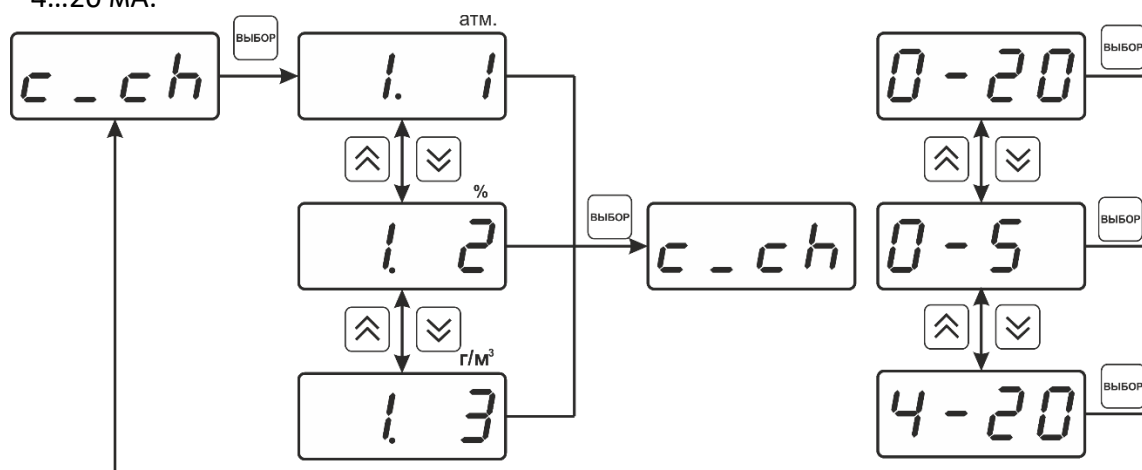 4...20 мА.
атм.
ВЫБОР
ВЫБОР
c_ch
1. 1
0-20
%
ВЫБОР
ВЫБОР
1. 2
c_ch
0-5
г/м³
ВЫБОР
1. 3
4-20